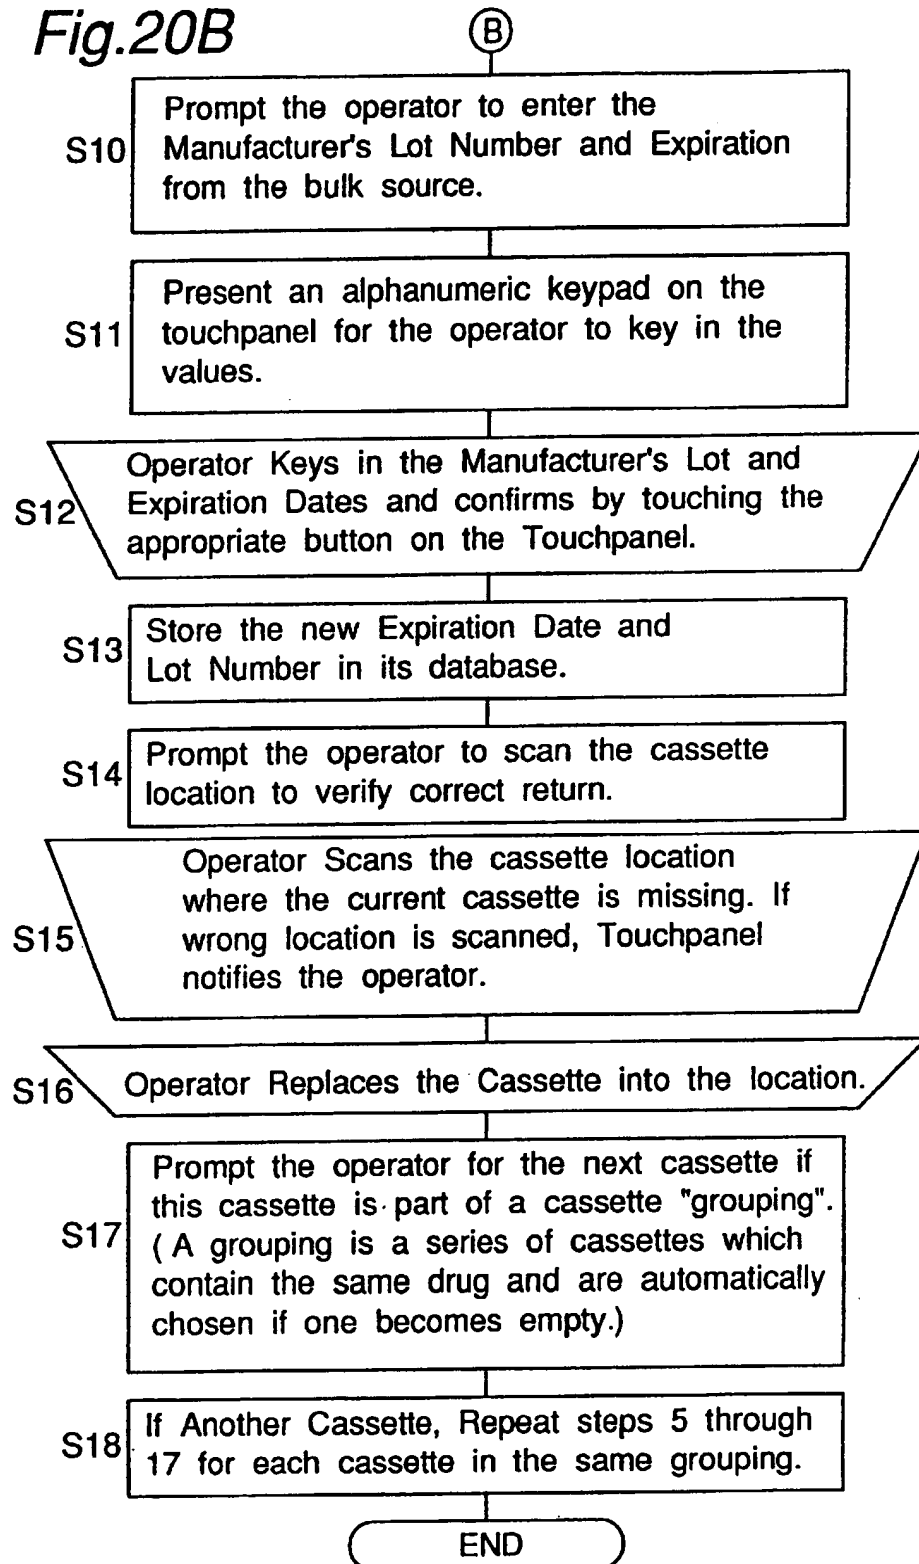 Fig.20B
B
S10
Prompt the operator to enter the
Manufacturer's Lot Number and Expiration
from the bulk source.
S11
Present an alphanumeric keypad on the
touchpanel for the operator to key in the
values.
S12
Operator Keys in the Manufacturer's Lot and
Expiration Dates and confirms by touching the
appropriate button on the Touchpanel.
S13
Store the new Expiration Date and
Lot Number in its database.
S14
Prompt the operator to scan the cassette
location to verify correct return.
S15
Operator Scans the cassette location
where the current cassette is missing. If
wrong location is scanned, Touchpanel
notifies the operator.
S16
Operator Replaces the Cassette into the location.
S17
Prompt the operator for the next cassette if
this cassette is part of a cassette "grouping".
( A grouping is a series of cassettes which
contain the same drug and are automatically
chosen if one becomes empty.)
S18
If Another Cassette, Repeat steps 5 through
17 for each cassette in the same grouping.
END